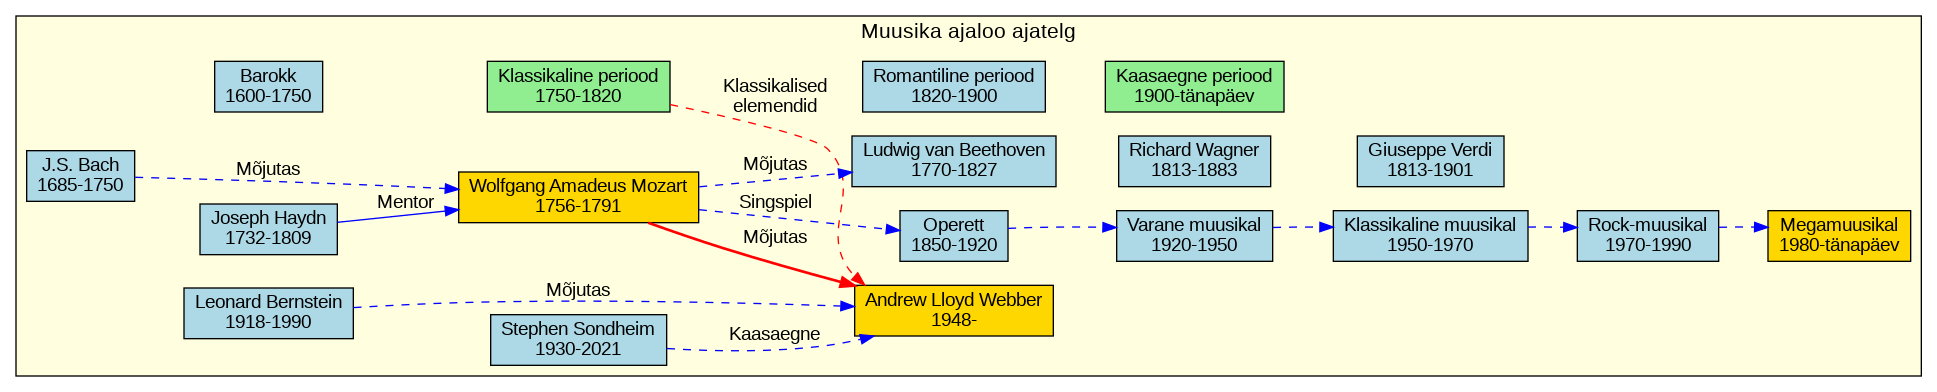 Muusika ajaloo ajatelg
Barokk
1600-1750
Klassikaline periood
1750-1820
Klassikalised
elemendid
Romantiline periood
1820-1900
Kaasaegne periood
1900-tänapäev
J.S. Bach
1685-1750
Mõjutas
Joseph Haydn
1732-1809
Mentor
Wolfgang Amadeus Mozart
1756-1791
Mõjutas
Singspiel
Mõjutas
Ludwig van Beethoven
1770-1827
Richard Wagner
1813-1883
Giuseppe Verdi
1813-1901
Operett
1850-1920
Varane muusikal
1920-1950
Klassikaline muusikal
1950-1970
Rock-muusikal
1970-1990
Megamuusikal
1980-tänapäev
Leonard Bernstein
1918-1990
Mõjutas
Stephen Sondheim
1930-2021
Kaasaegne
Andrew Lloyd Webber
1948-